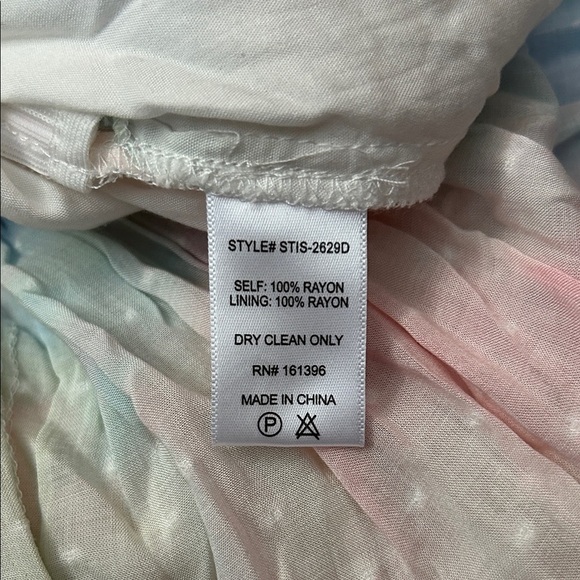 STYLE# STIS-2629D
SELF: 100% RAYON
LINING: 100% RAYON
DRY CLEAN ONLY
RN# 161396
MADE IN CHINA
P